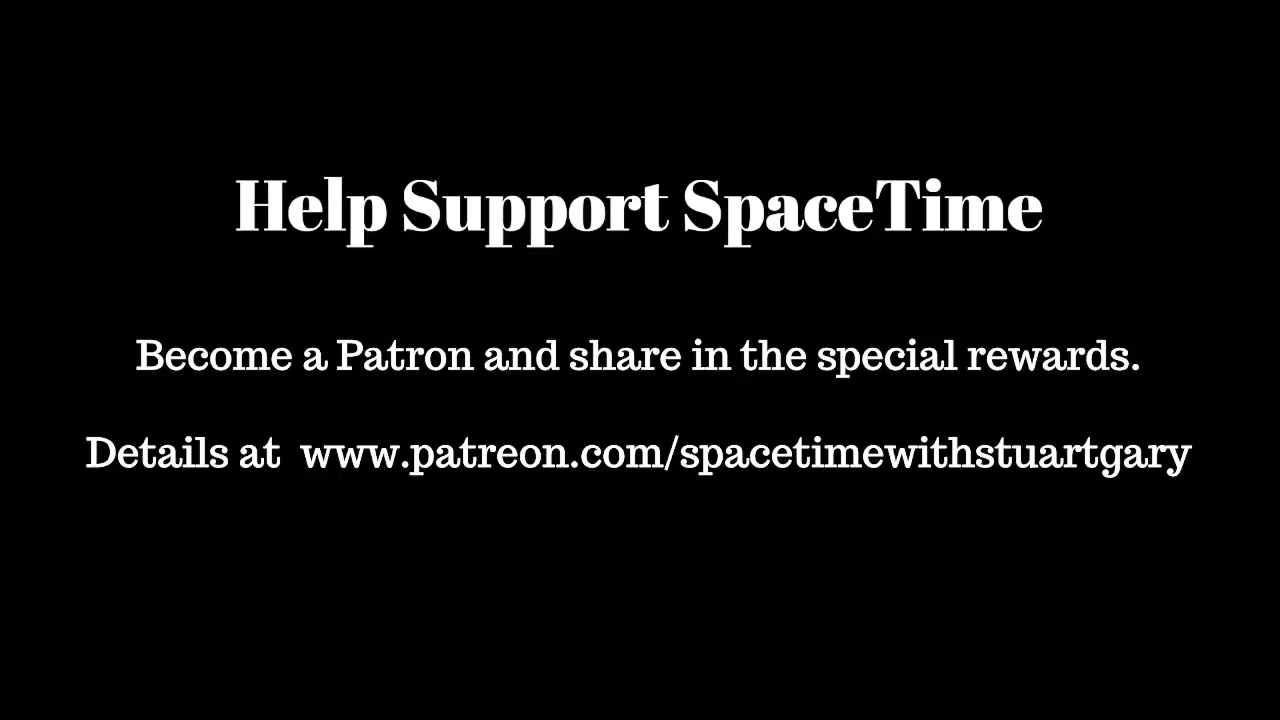 Help Support SpaceTime
Become a Patron and share in the special rewards.
Details at  www.patreon.com/spacetimewithstuartgary